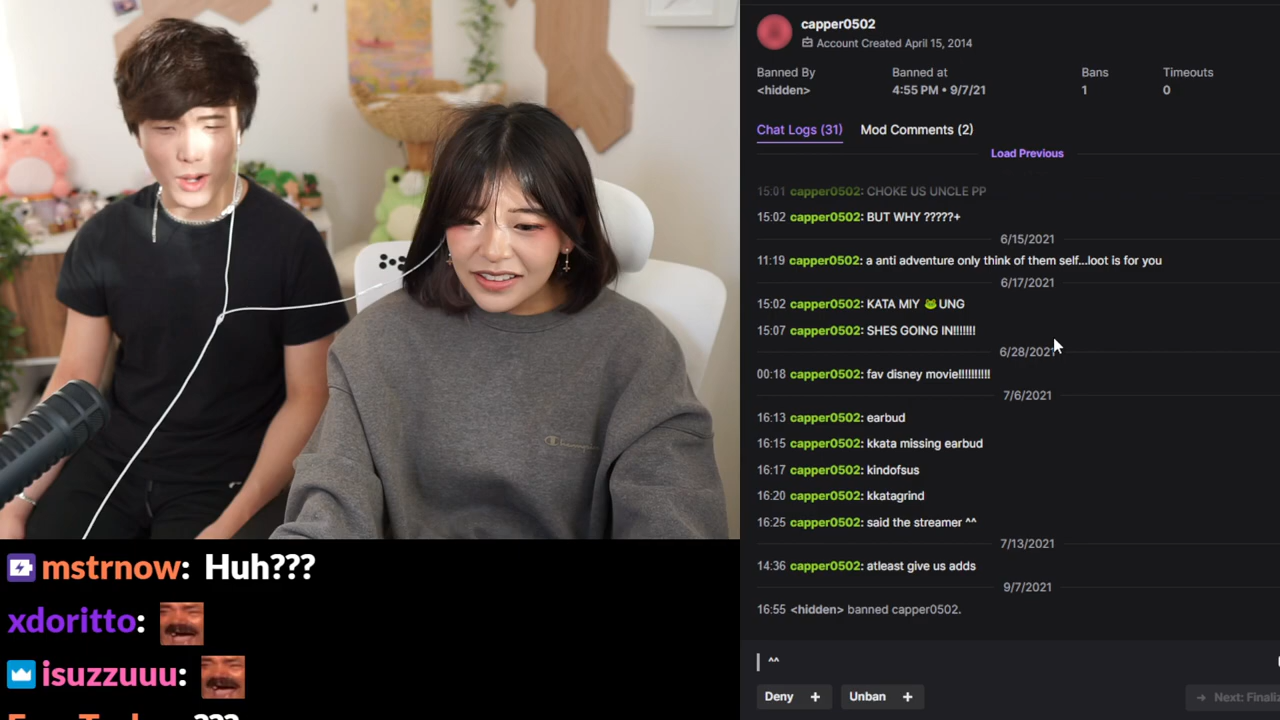 capper0502
Account Created April 15, 2014
Banned By
Banned at
Bans
Timeouts
<hidden>
4:55 PM • 9/7/21
1
0
Chat Logs (31)
Mod Comments (2)
Load Previous
15:01 capper0502: CHOKE US UNCLE PP
15:02 capper0502: BUT WHY ?????+
6/15/2021
11:19 capper0502: a anti adventure only think of them self...loot is for you
6/17/2021
15:02 capper0502: KATA MIY 🐸UNG
15:07 capper0502: SHES GOING IN!!!!!!!
6/28/2021
00:18 capper0502: fav disney movie!!!!!!!!!!
7/6/2021
16:13 capper0502: earbud
16:15 capper0502: kkata missing earbud
16:17 capper0502: kindofsus
16:20 capper0502: kkatagrind
16:25 capper0502: said the streamer ^^
7/13/2021
14:36 capper0502: atleast give us adds
9/7/2021
16:55 <hidden> banned capper0502.
^^
Deny +
Unban +
→ Next: Finaliz
Champion
mstrnow: Huh???
xdoritto:
isuzzuuu:
???